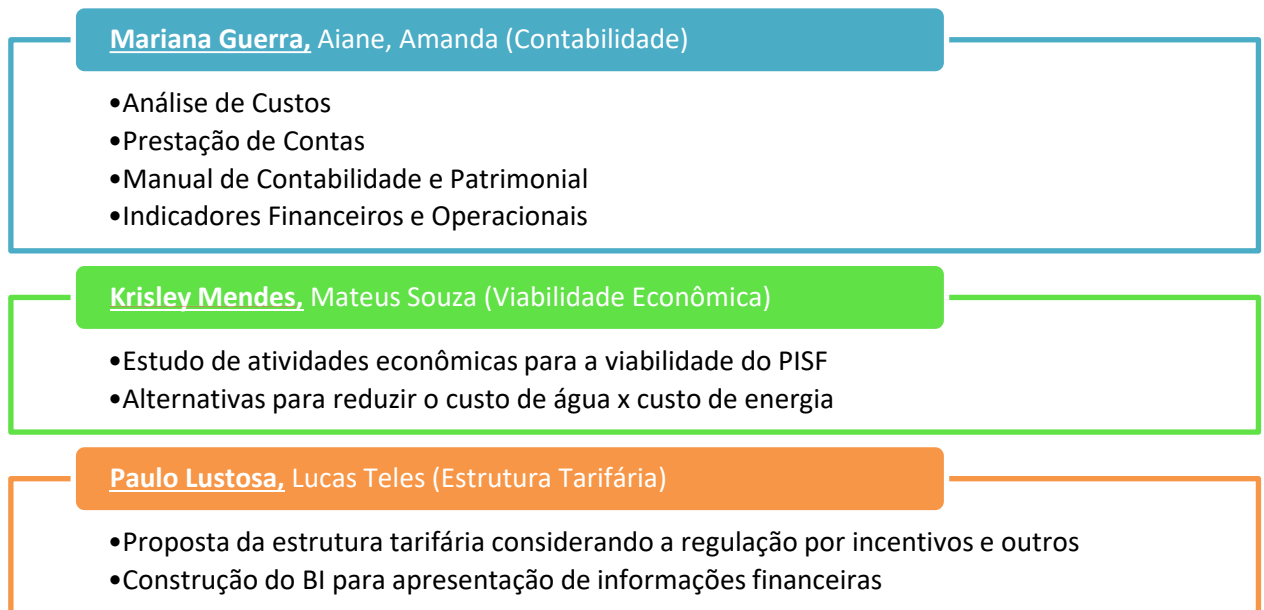 Mariana Guerra, Aiane, Amanda (Contabilidade)
•Análise de Custos
•Prestação de Contas
•Manual de Contabilidade e Patrimonial
•Indicadores Financeiros e Operacionais
Krisley Mendes, Mateus Souza (Viabilidade Econômica)
•Estudo de atividades econômicas para a viabilidade do PISF
•Alternativas para reduzir o custo de água x custo de energia
Paulo Lustosa, Lucas Teles (Estrutura Tarifária)
•Proposta da estrutura tarifária considerando a regulação por incentivos e outros
•Construção do BI para apresentação de informações financeiras